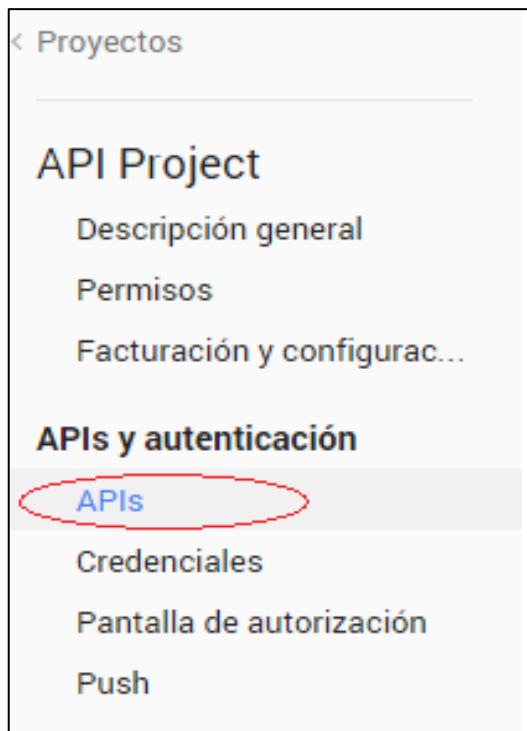 < Proyectos
API Project
Descripción general
Permisos
Facturación y configurac...
APIs y autenticación
APIs
Credenciales
Pantalla de autorización
Push